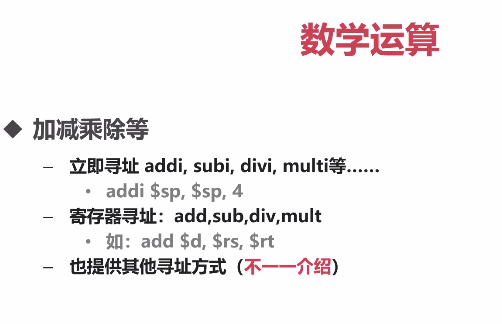 数学运算
◆ 加减乘除等
– 立即寻址 addi, subi, divi, multi等……
• addi $sp, $sp, 4
– 寄存器寻址：add,sub,div,mult
• 如：add $d, $rs, $rt
– 也提供其他寻址方式（不一一介绍）